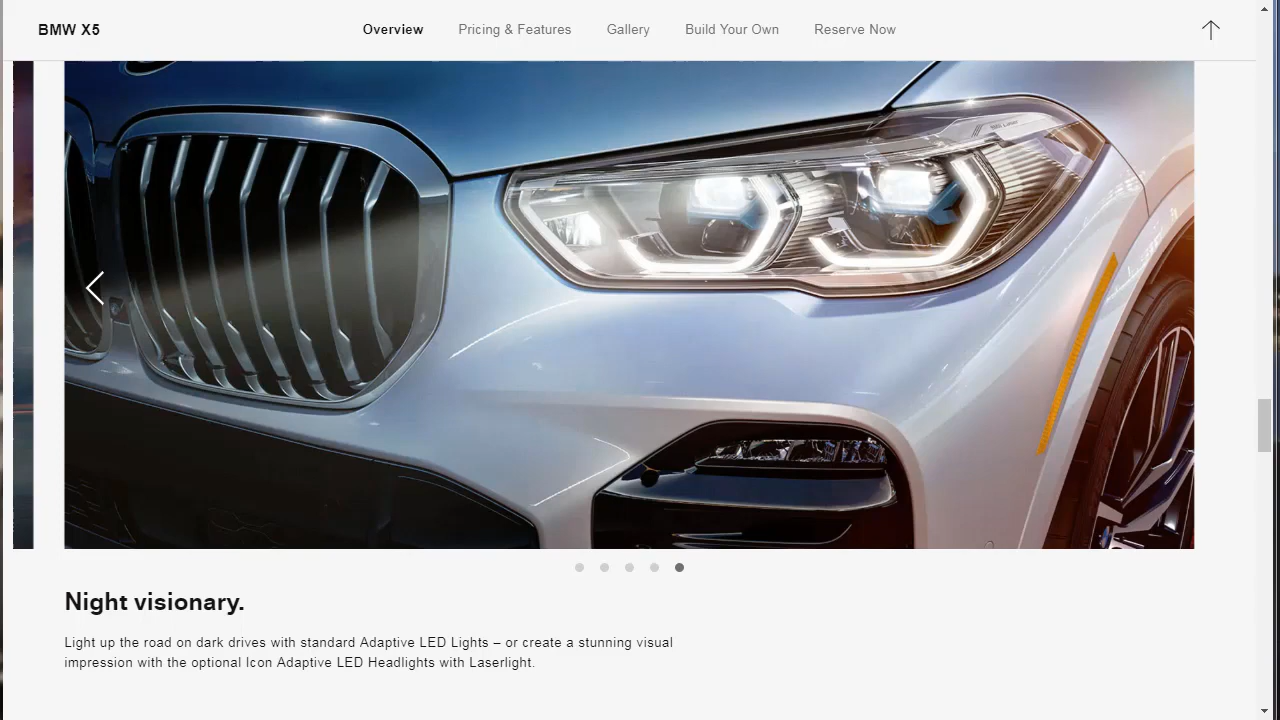 BMW X5
Overview
Pricing & Features
Gallery
Build Your Own
Reserve Now
Night visionary.
Light up the road on dark drives with standard Adaptive LED Lights – or create a stunning visual
impression with the optional Icon Adaptive LED Headlights with Laserlight.